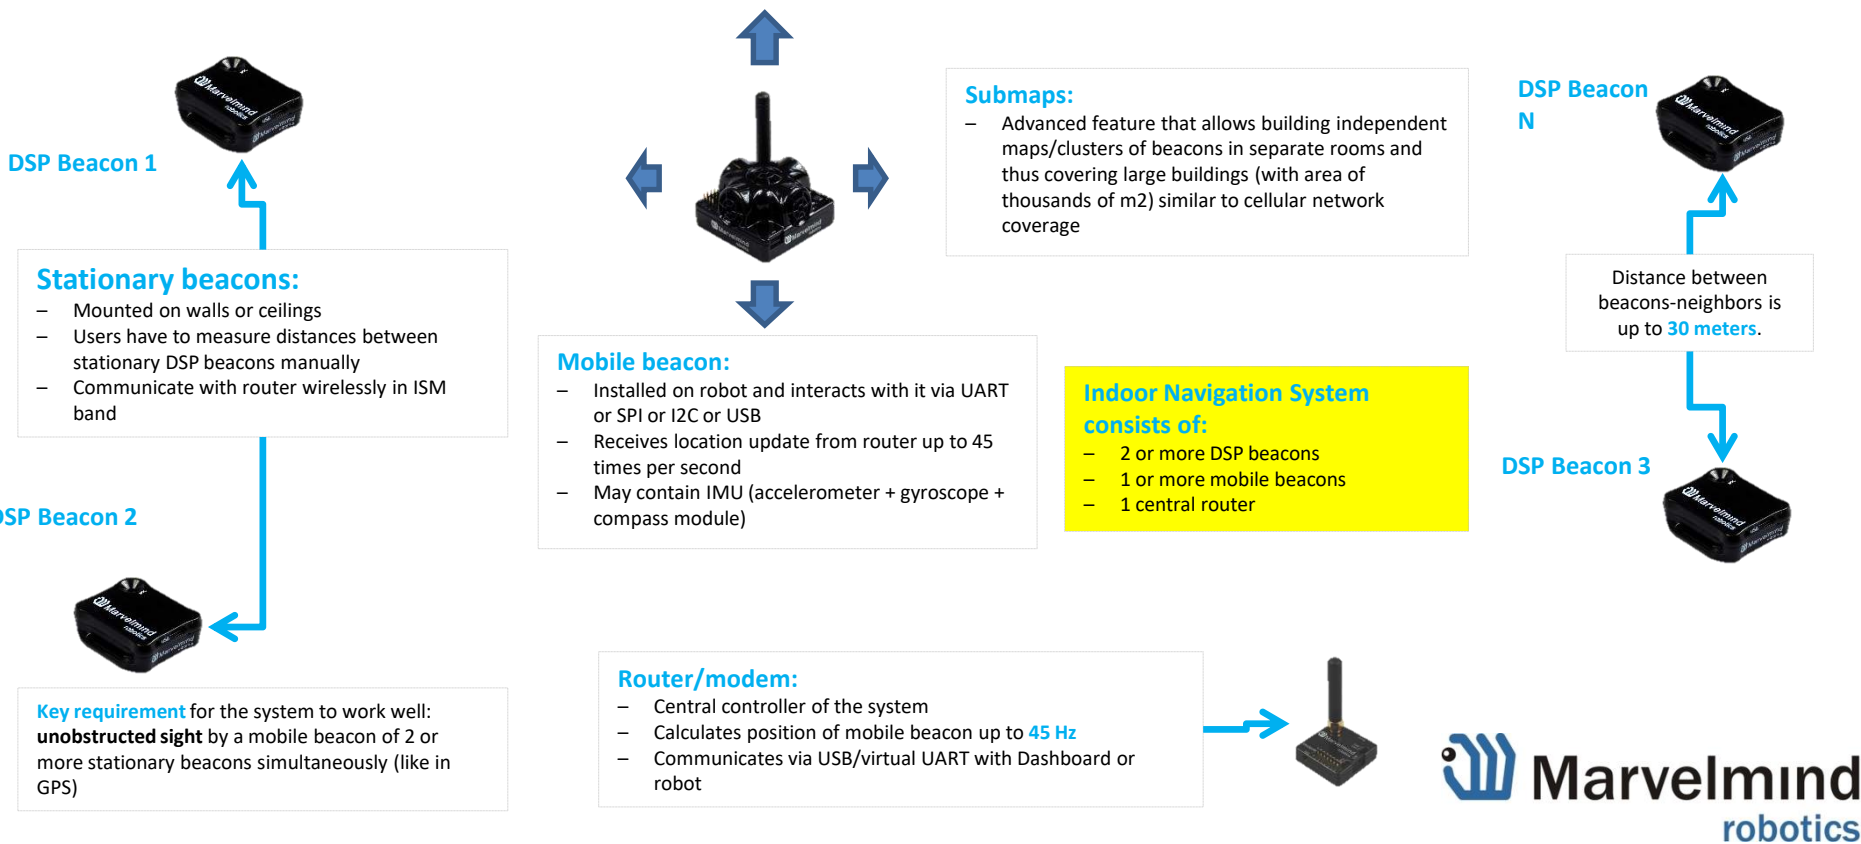 DSP Beacon 1
Marvelmind
robotics
Stationary beacons:
– Mounted on walls or ceilings
– Users have to measure distances between
stationary DSP beacons manually
– Communicate with router wirelessly in ISM
band
DSP Beacon 2
Marvelmind
robotics
Key requirement for the system to work well:
unobstructed sight by a mobile beacon of 2 or
more stationary beacons simultaneously (like in
GPS)
Mobile beacon:
– Installed on robot and interacts with it via UART
or SPI or I2C or USB
– Receives location update from router up to 45
times per second
– May contain IMU (accelerometer + gyroscope +
compass module)
Submaps:
– Advanced feature that allows building independent
maps/clusters of beacons in separate rooms and
thus covering large buildings (with area of
thousands of m2) similar to cellular network
coverage
Indoor Navigation System
consists of:
– 2 or more DSP beacons
– 1 or more mobile beacons
– 1 central router
DSP Beacon
N
Marvelmind
robotics
Distance between
beacons-neighbors is
up to 30 meters.
DSP Beacon 3
Marvelmind
robotics
Router/modem:
– Central controller of the system
– Calculates position of mobile beacon up to 45 Hz
– Communicates via USB/virtual UART with Dashboard or
robot
Marvelmind
robotics